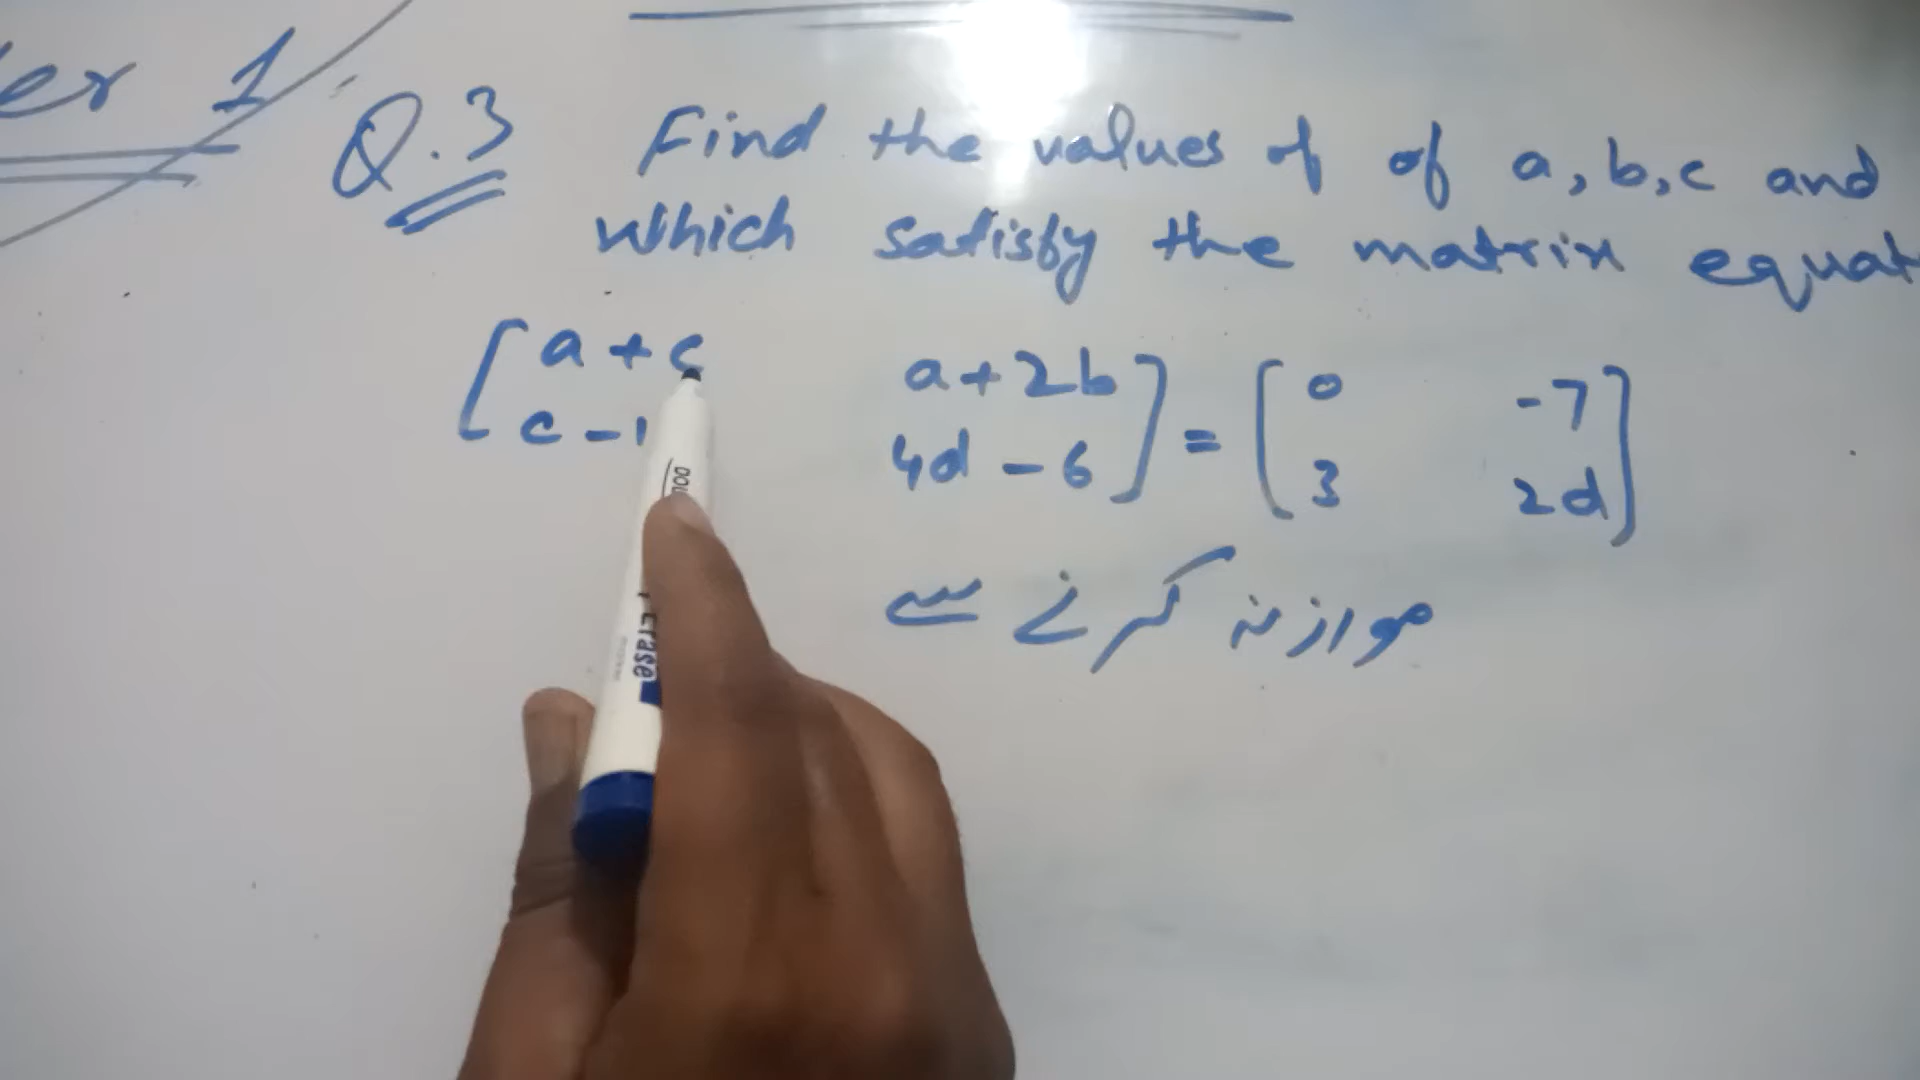 er 1
Q.3 Find the values of of a, b, c and
which satisfy the matrix equat
[ a + c a + 2b ] = [ 0 -7 ]
[ c - 1 4d - 6 ] [ 3 2d ]
موازنہ کرنے سے
Erase